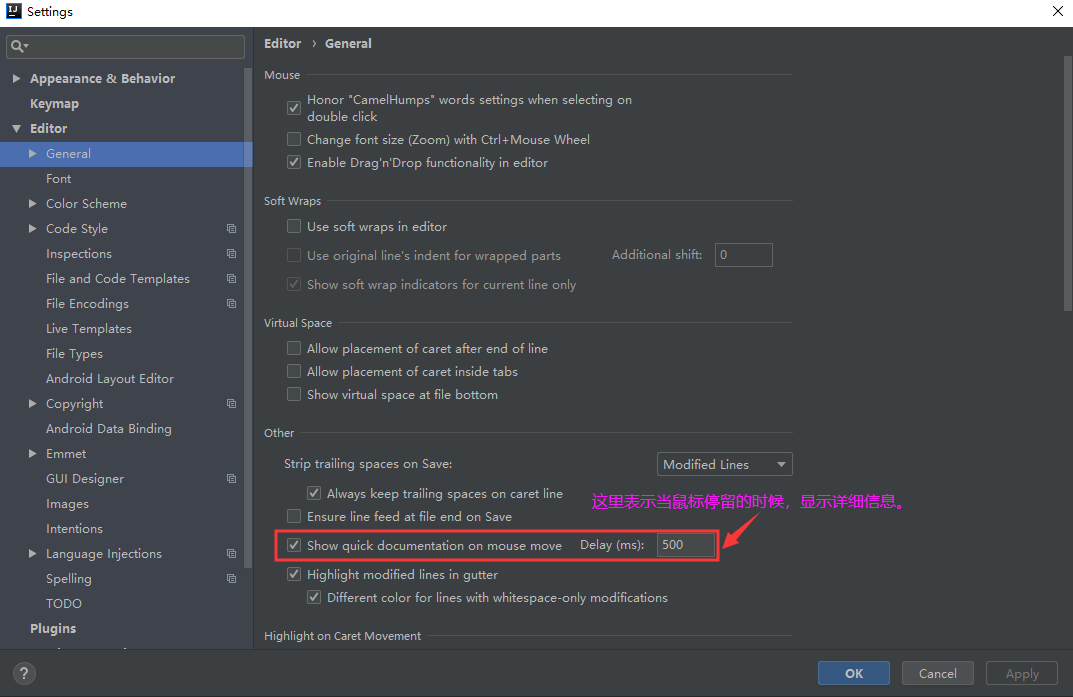 Settings
Appearance & Behavior
Keymap
Editor
General
Font
Color Scheme
Code Style
Inspections
File and Code Templates
File Encodings
Live Templates
File Types
Android Layout Editor
Copyright
Android Data Binding
Emmet
GUI Designer
Images
Intentions
Language Injections
Spelling
TODO
Plugins
Editor › General
Mouse
Honor "CamelHumps" words settings when selecting on
double click
Change font size (Zoom) with Ctrl+Mouse Wheel
Enable Drag'n'Drop functionality in editor
Soft Wraps
Use soft wraps in editor
Use original line's indent for wrapped parts Additional shift: 0
Show soft wrap indicators for current line only
Virtual Space
Allow placement of caret after end of line
Allow placement of caret inside tabs
Show virtual space at file bottom
Other
Strip trailing spaces on Save: Modified Lines
Always keep trailing spaces on caret line
这里表示当鼠标停留的时候，显示详细信息。
Ensure line feed at file end on Save
Show quick documentation on mouse move Delay (ms): 500
Highlight modified lines in gutter
Different color for lines with whitespace-only modifications
Highlight on Caret Movement
? OK Cancel Apply